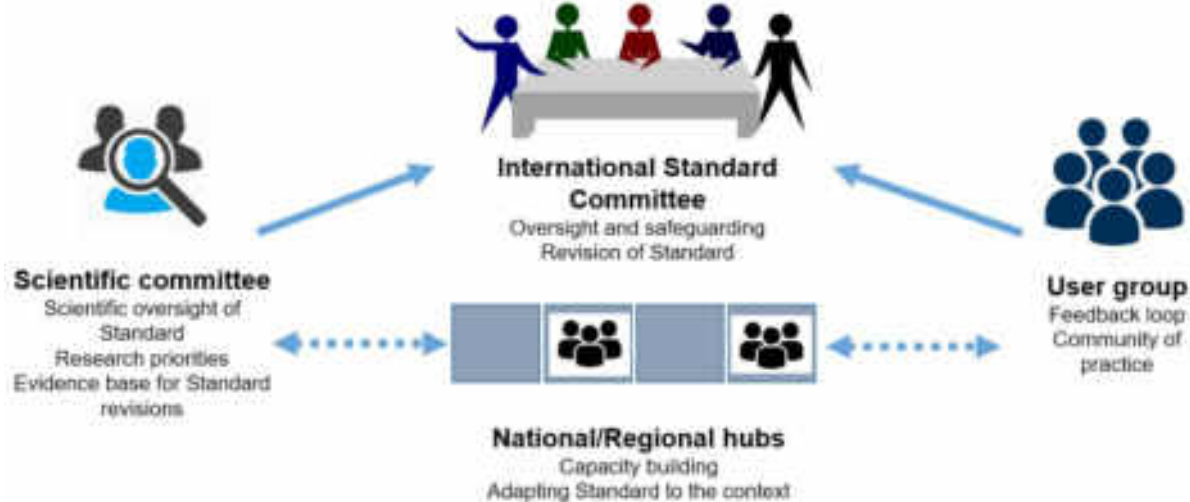 International Standard
Committee
Oversight and safeguarding
Revision of Standard
Scientific committee
Scientific oversight of
Standard
Research priorities
Evidence base for Standard
revisions
User group
Feedback loop
Community of
practice
National/Regional hubs
Capacity building
Adapting Standard to the context